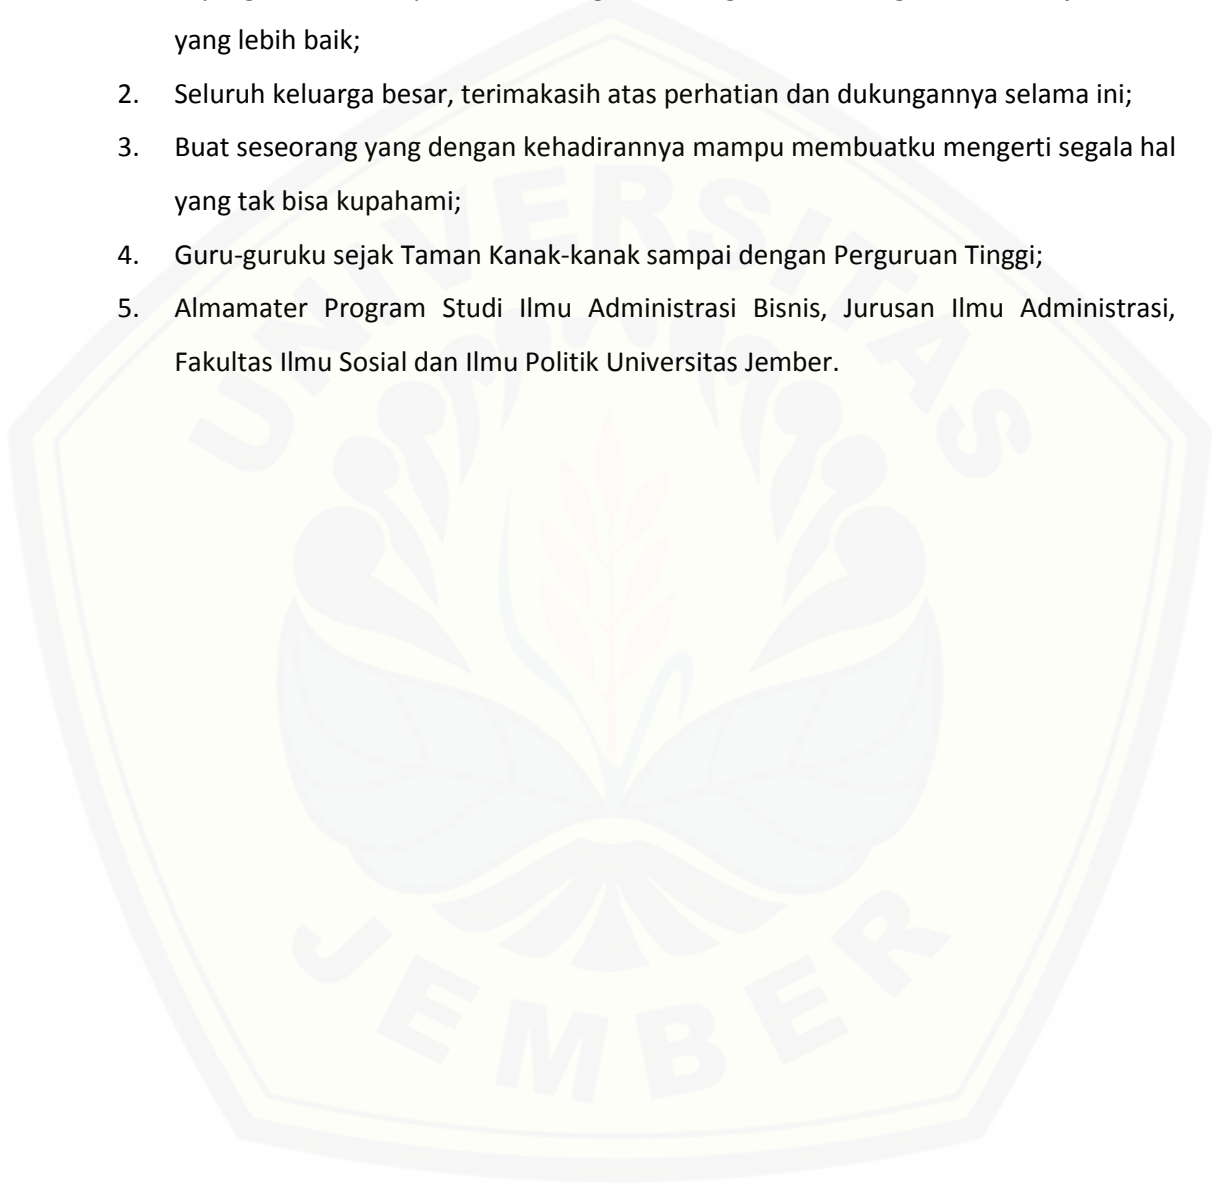 yang lebih baik;
2. Seluruh keluarga besar, terimakasih atas perhatian dan dukungannya selama ini;
3. Buat seseorang yang dengan kehadirannya mampu membuatku mengerti segala hal
yang tak bisa kupahami;
4. Guru-guruku sejak Taman Kanak-kanak sampai dengan Perguruan Tinggi;
5. Almamater Program Studi Ilmu Administrasi Bisnis, Jurusan Ilmu Administrasi,
Fakultas Ilmu Sosial dan Ilmu Politik Universitas Jember.
UNIVERSITAS
JEMBER